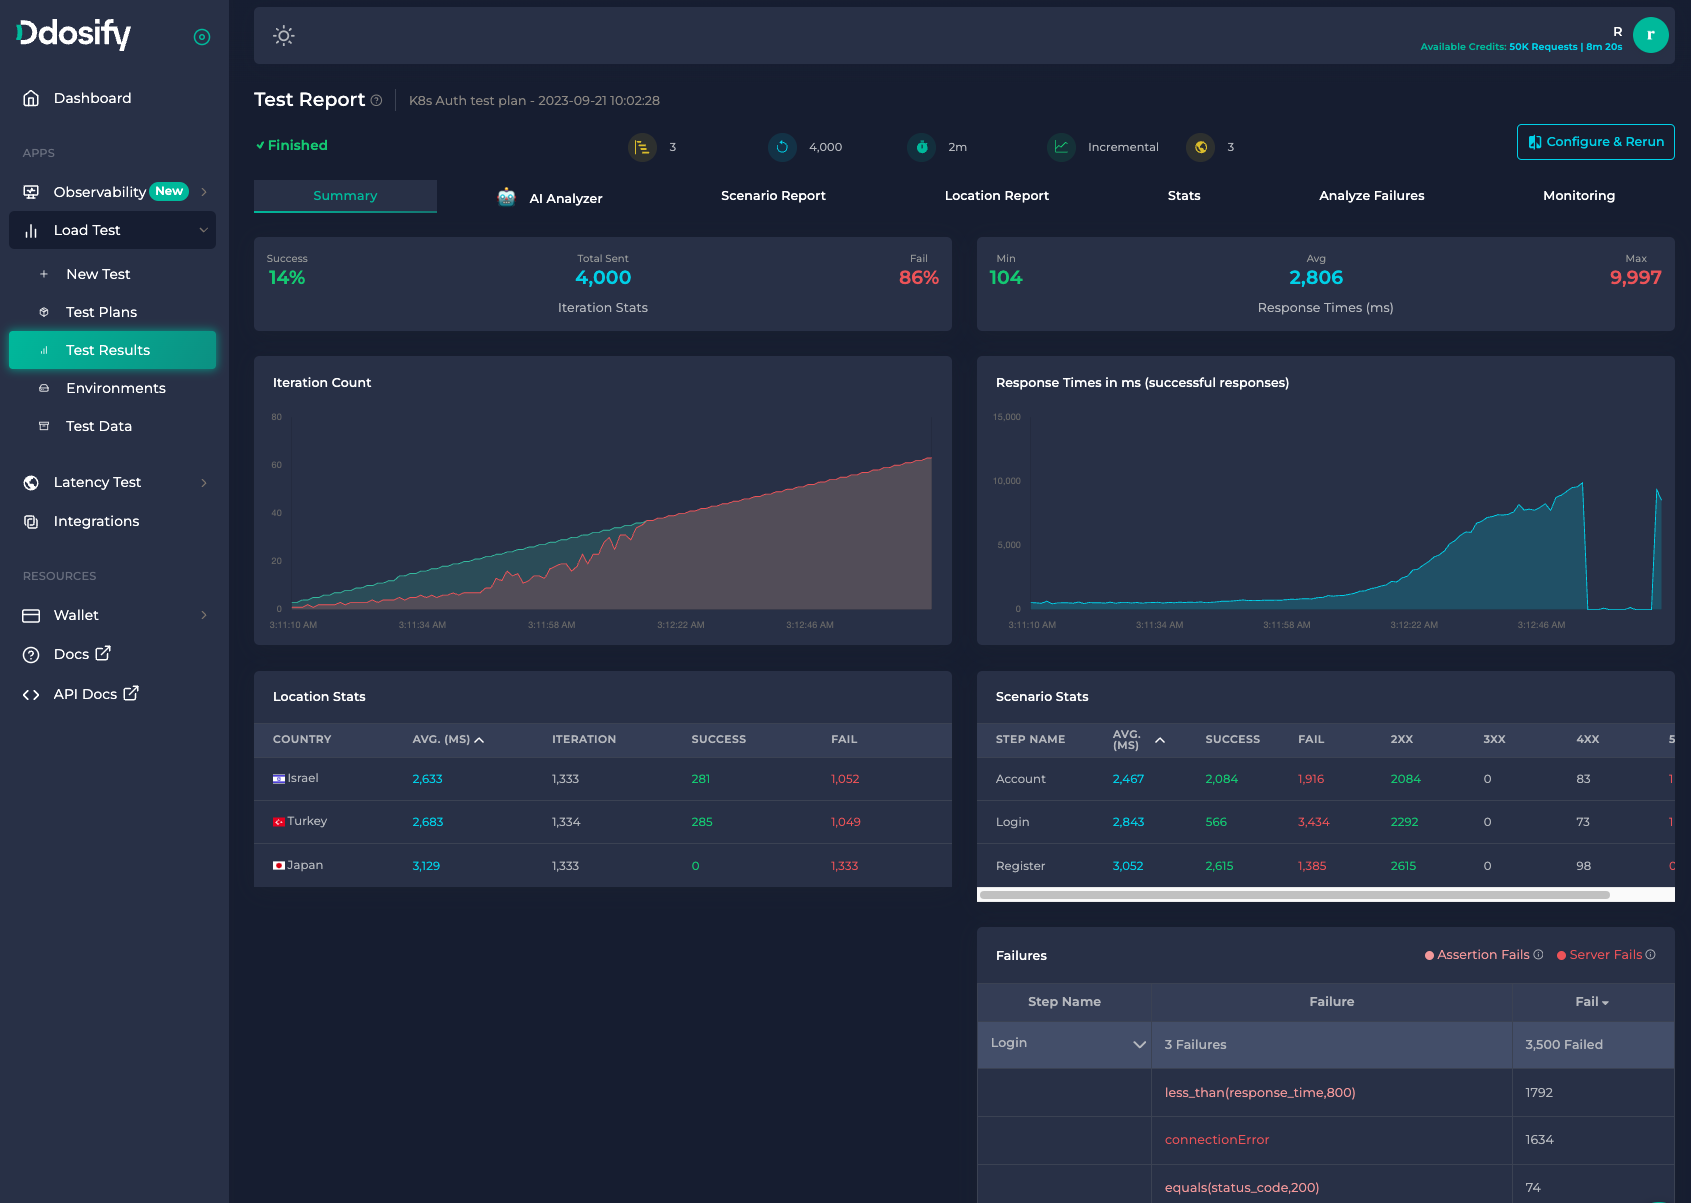 Ddosify
Dashboard
APPS
Observability New
Load Test
New Test
Test Plans
Test Results
Environments
Test Data
Latency Test
Integrations
RESOURCES
Wallet
Docs
API Docs
R
Available Credits: 50K Requests | 8m 20s
r
Test Report
K8s Auth test plan - 2023-09-21 10:02:28
Finished
3
4,000
2m
Incremental
3
Configure & Rerun
Summary
AI Analyzer
Scenario Report
Location Report
Stats
Analyze Failures
Monitoring
Success
Total Sent
Fail
14%
4,000
86%
Iteration Stats
Min
Avg
Max
104
2,806
9,997
Response Times (ms)
Iteration Count
80
60
40
20
0
3:11:10 AM 3:11:34 AM 3:11:58 AM 3:12:22 AM 3:12:46 AM
Response Times in ms (successful responses)
15,000
10,000
5,000
0
3:11:10 AM 3:11:34 AM 3:11:58 AM 3:12:22 AM 3:12:46 AM
Location Stats
COUNTRY AVG. (MS) ITERATION SUCCESS FAIL
Israel 2,633 1,333 281 1,052
Turkey 2,683 1,334 285 1,049
Japan 3,129 1,333 0 1,333
Scenario Stats
STEP NAME AVG. (MS) SUCCESS FAIL 2XX 3XX 4XX 5
Account 2,467 2,084 1,916 2084 0 83 1
Login 2,843 566 3,434 2292 0 73 1
Register 3,052 2,615 1,385 2615 0 98 0
Failures
Assertion Fails
Server Fails
Step Name Failure Fail
Login 3 Failures 3,500 Failed
less_than(response_time,800) 1792
connectionError 1634
equals(status_code,200) 74